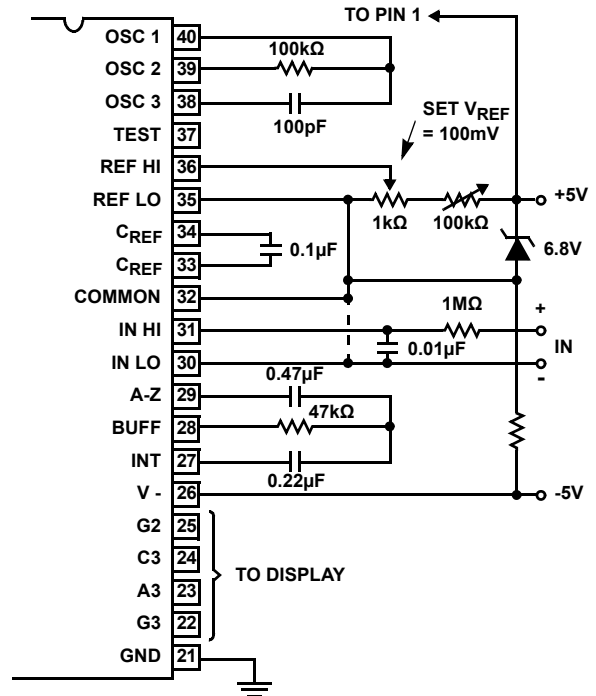 TO PIN 1
OSC 1 40
100kΩ
OSC 2 39
OSC 3 38
100pF
SET VREF
= 100mV
TEST 37
REF HI 36
REF LO 35
1kΩ
100kΩ
+5V
CREF 34
0.1µF
6.8V
CREF 33
COMMON 32
1MΩ
+
IN HI 31
0.01µF
IN
IN LO 30
-
0.47µF
A-Z 29
47kΩ
BUFF 28
INT 27
0.22µF
V - 26
-5V
G2 25
C3 24
TO DISPLAY
A3 23
G3 22
GND 21